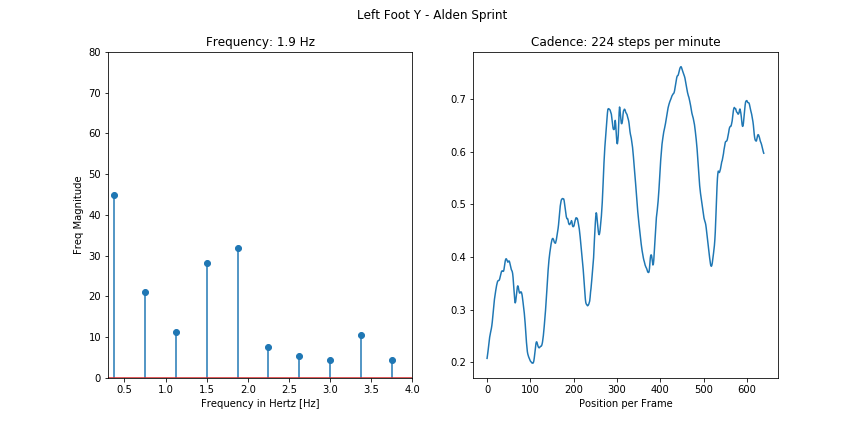 Left Foot Y - Alden Sprint
Frequency: 1.9 Hz
80
70
60
50
40
30
20
10
0
Freq Magnitude
0.5 1.0 1.5 2.0 2.5 3.0 3.5 4.0
Frequency in Hertz [Hz]
Cadence: 224 steps per minute
0.7
0.6
0.5
0.4
0.3
0.2
0 100 200 300 400 500 600
Position per Frame